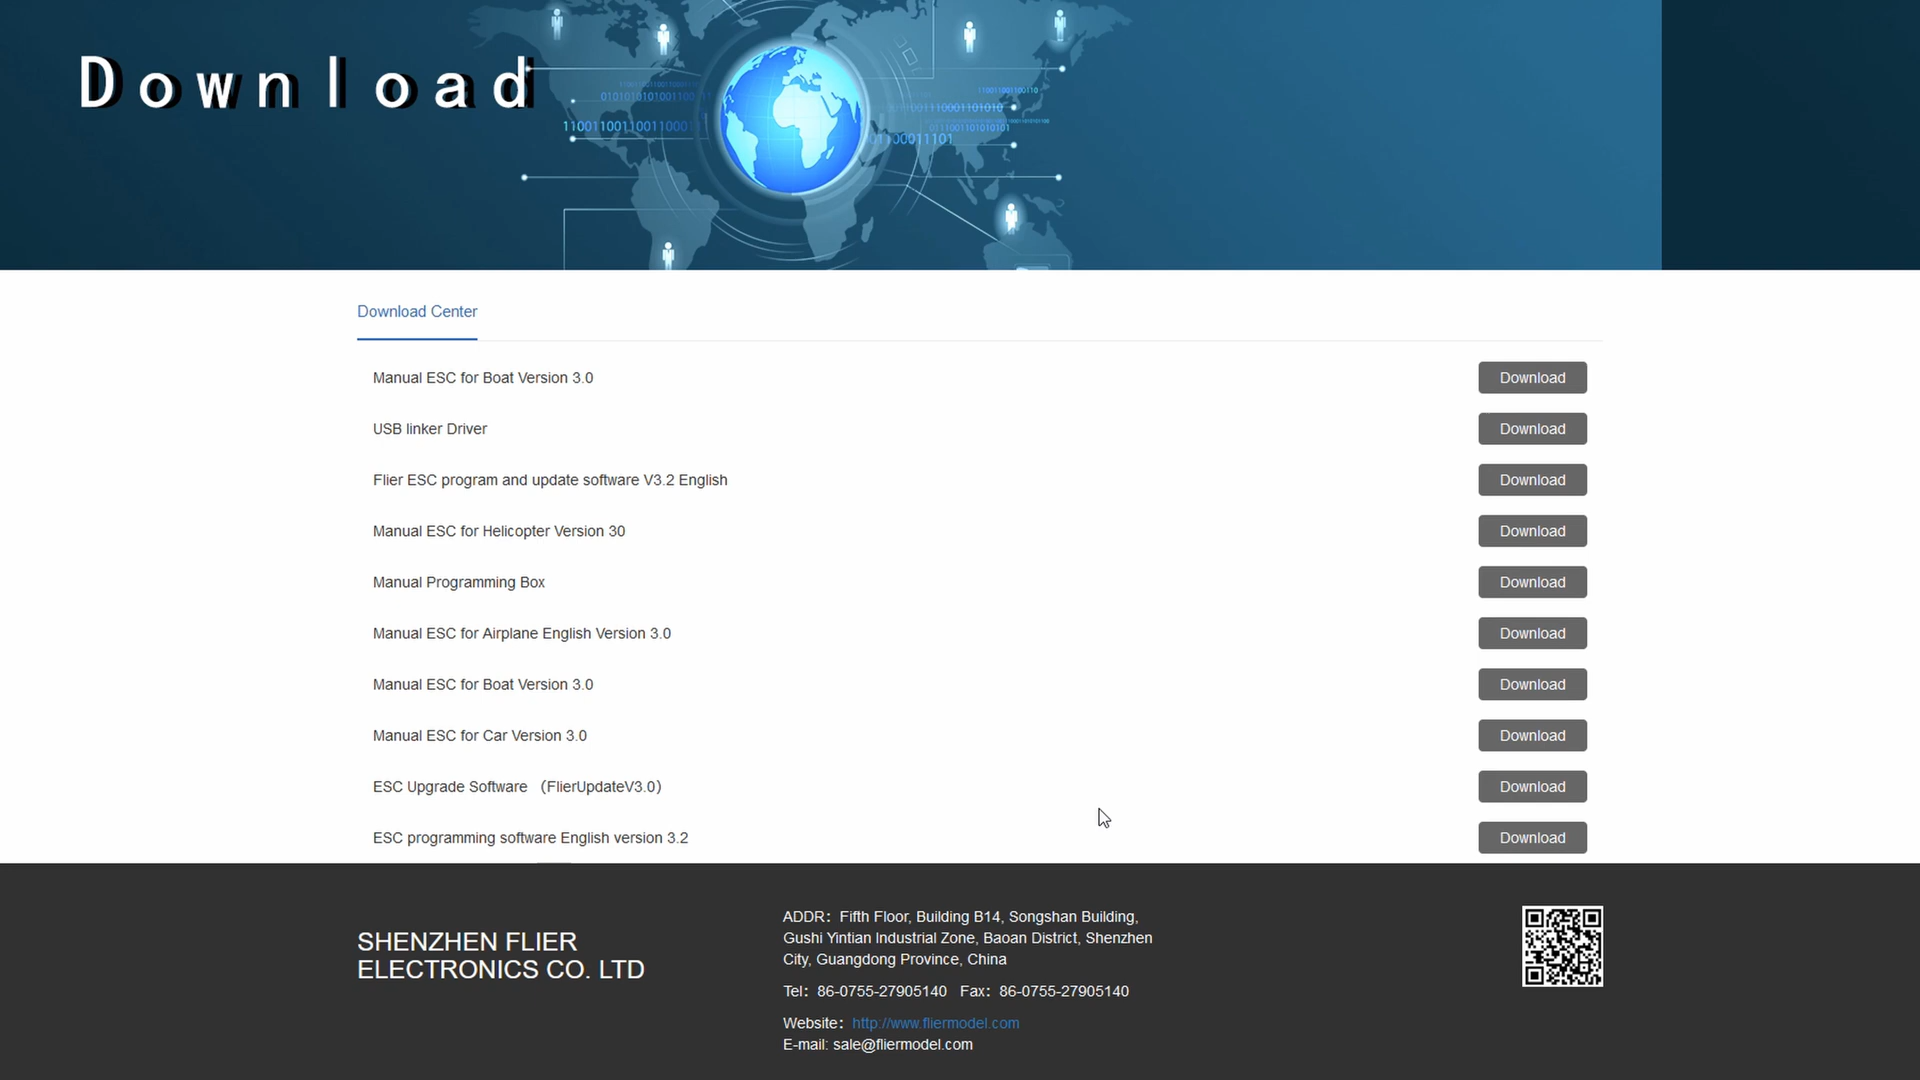 Download
Download Center
Manual ESC for Boat Version 3.0 Download
USB linker Driver Download
Flier ESC program and update software V3.2 English Download
Manual ESC for Helicopter Version 30 Download
Manual Programming Box Download
Manual ESC for Airplane English Version 3.0 Download
Manual ESC for Boat Version 3.0 Download
Manual ESC for Car Version 3.0 Download
ESC Upgrade Software （FlierUpdateV3.0） Download
ESC programming software English version 3.2 Download
SHENZHEN FLIER
ELECTRONICS CO. LTD
ADDR：Fifth Floor, Building B14, Songshan Building,
Gushi Yintian Industrial Zone, Baoan District, Shenzhen
City, Guangdong Province, China
Tel：86-0755-27905140 Fax：86-0755-27905140
Website：http://www.fliermodel.com
E-mail: sale@fliermodel.com